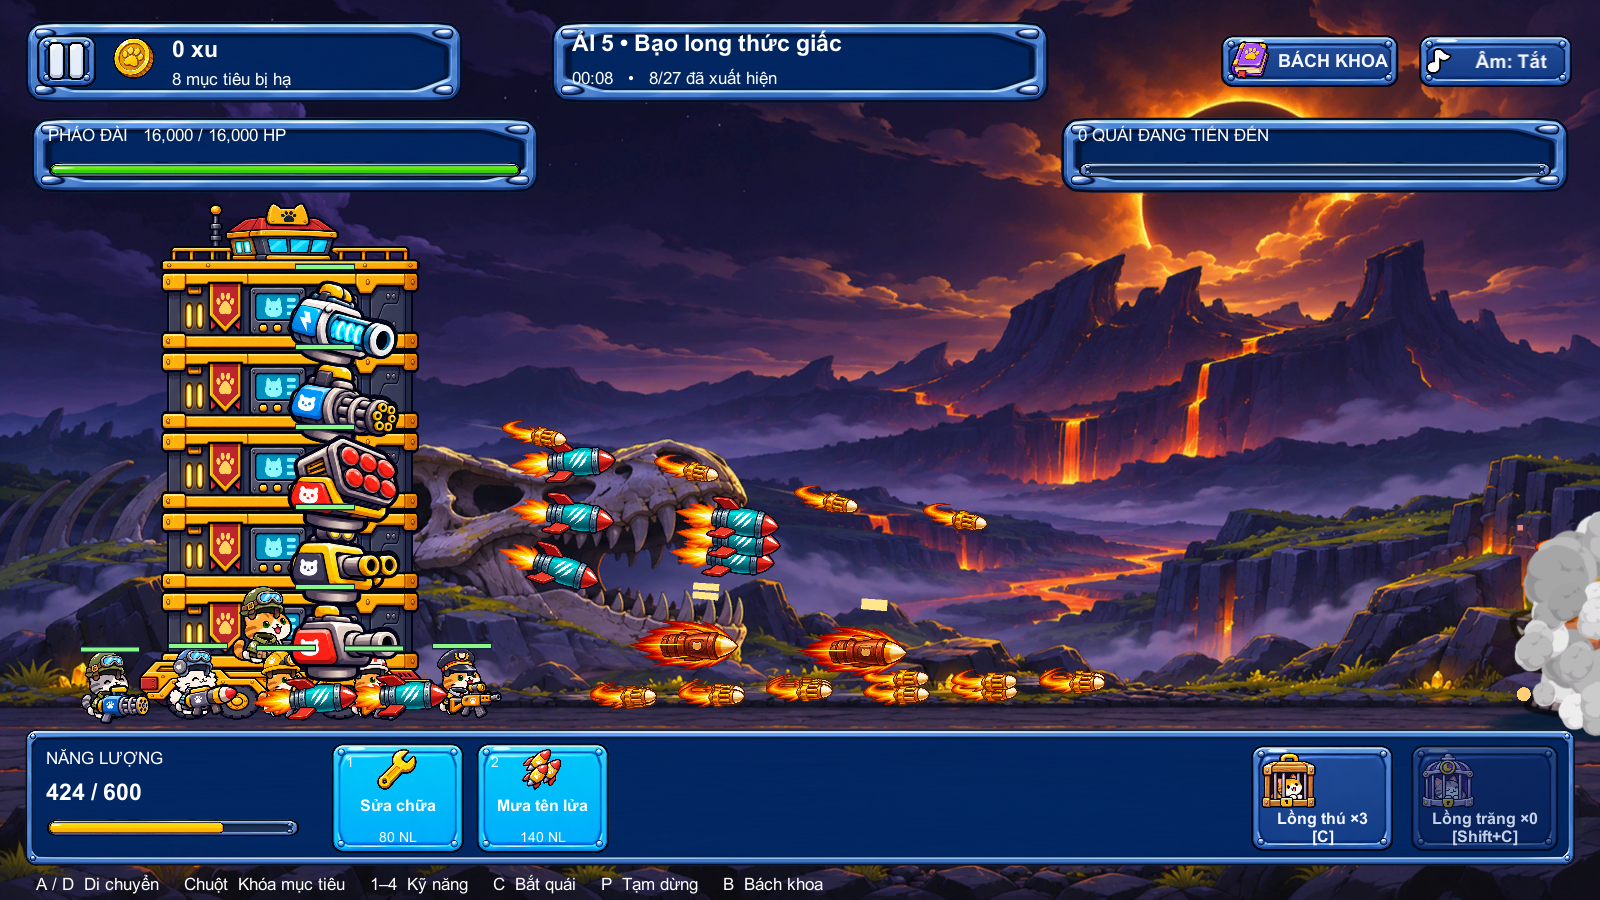 0 xu
8 mục tiêu bị hạ
ẢI 5 • Bạo long thức giấc
00:08 • 8/27 đã xuất hiện
BÁCH KHOA
Âm: Tắt
PHÁO ĐÀI 16,000 / 16,000 HP
0 QUÁI ĐANG TIẾN ĐẾN
NĂNG LƯỢNG
424 / 600
1
Sửa chữa
80 NL
2
Mưa tên lửa
140 NL
Lồng thú ×3
[C]
Lồng trăng ×0
[Shift+C]
A / D Di chuyển Chuột Khóa mục tiêu 1–4 Kỹ năng C Bắt quái P Tạm dừng B Bách khoa